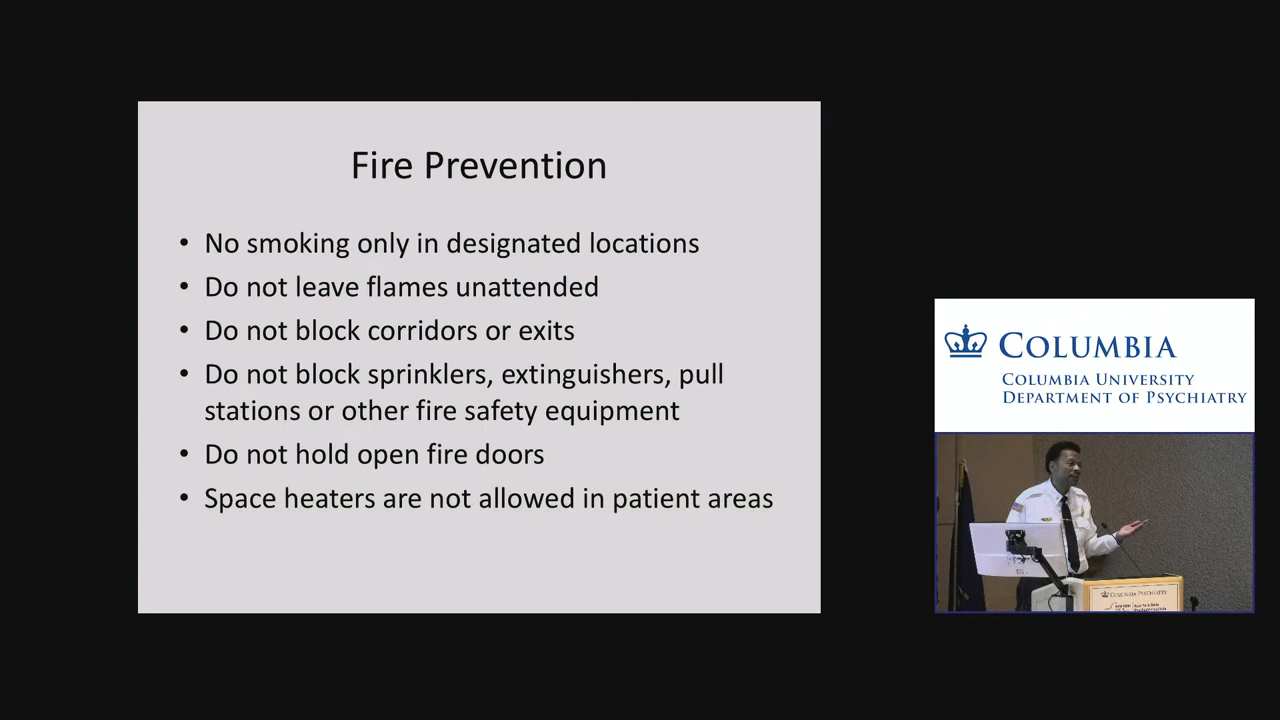 Fire Prevention
• No smoking only in designated locations
• Do not leave flames unattended
• Do not block corridors or exits
• Do not block sprinklers, extinguishers, pull
stations or other fire safety equipment
• Do not hold open fire doors
• Space heaters are not allowed in patient areas
COLUMBIA
COLUMBIA UNIVERSITY
DEPARTMENT OF PSYCHIATRY
COLUMBIA PSYCHIATRY